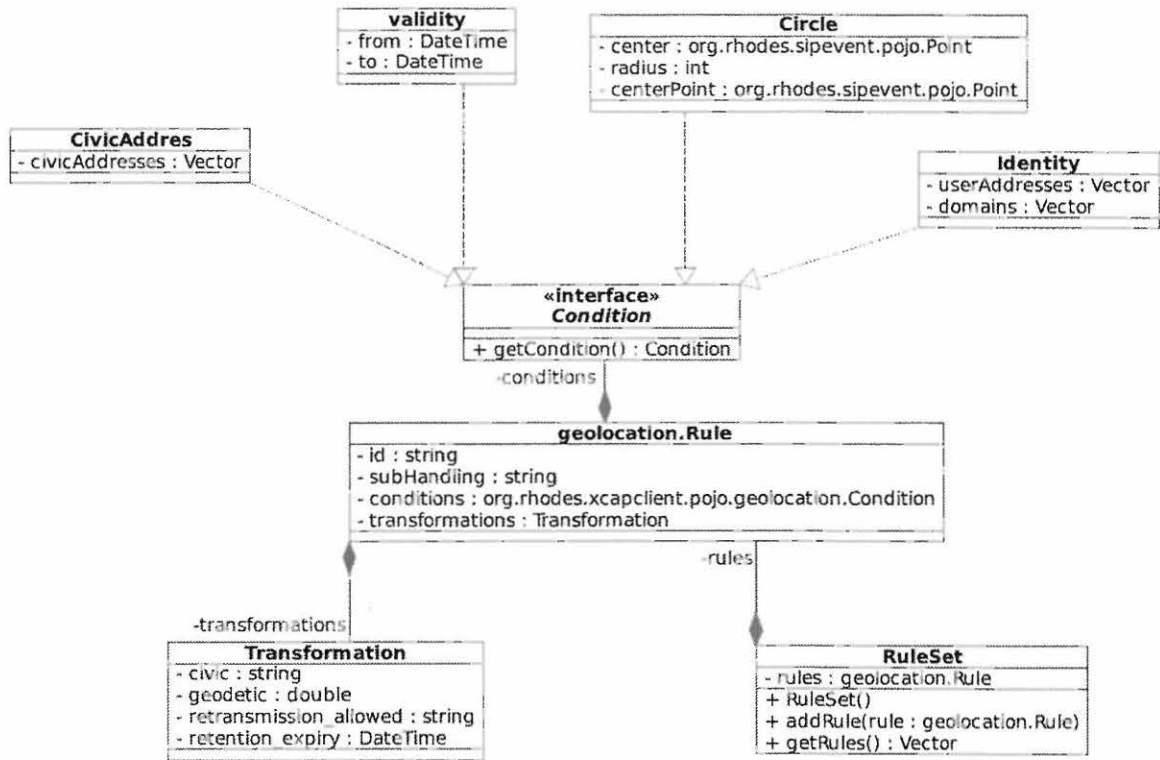 validity
- from : DateTime
- to : DateTime
Circle
- center : org.rhodes.sipevent.pojo.Point
- radius : int
- centerPoint : org.rhodes.sipevent.pojo.Point
CivicAddres
- civicAddresses : Vector
Identity
- userAddresses : Vector
- domains : Vector
«interface»
Condition
+ getCondition() : Condition
-conditions
geolocation.Rule
- id : string
- subHandling : string
- conditions : org.rhodes.xcapclient.pojo.geolocation.Condition
- transformations : Transformation
-rules
-transformations
Transformation
- civic : string
- geodetic : double
- retransmission_allowed : string
- retention_expiry : DateTime
RuleSet
- rules : geolocation.Rule
+ RuleSet()
+ addRule(rule : geolocation.Rule)
+ getRules() : Vector